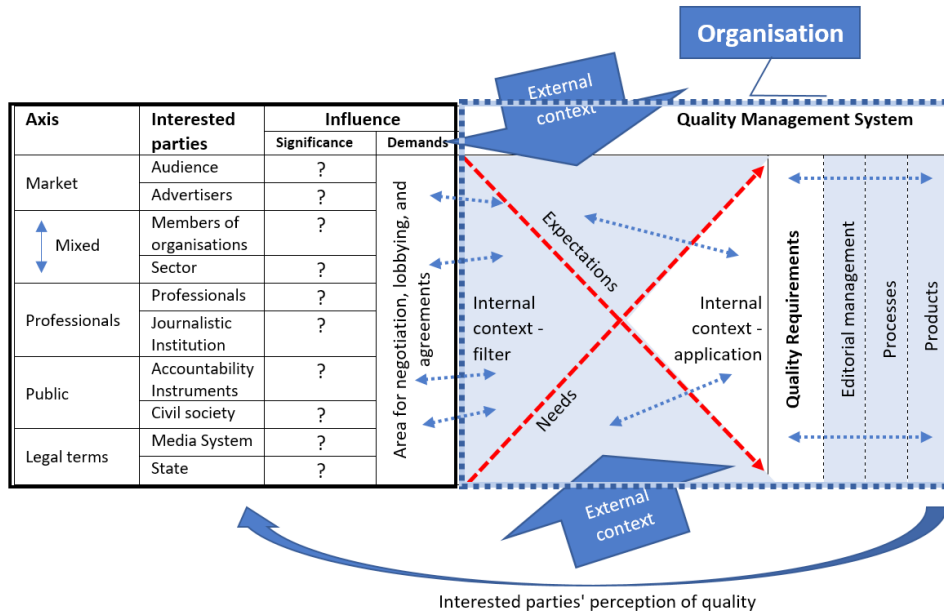 Organisation
External
context
Axis
Interested
parties
Influence
Significance
Demands
Quality Management System
Market
Audience
?
Advertisers
?
Mixed
Members of
organisations
?
Sector
?
Professionals
Professionals
?
Journalistic
Institution
?
Public
Accountability
Instruments
?
Civil society
?
Legal terms
Media System
?
State
?
Area for negotiation, lobbying, and
agreements
Internal
context -
filter
Expectations
Needs
Internal
context -
application
Quality Requirements
Editorial management
Processes
Products
External
context
Interested parties' perception of quality